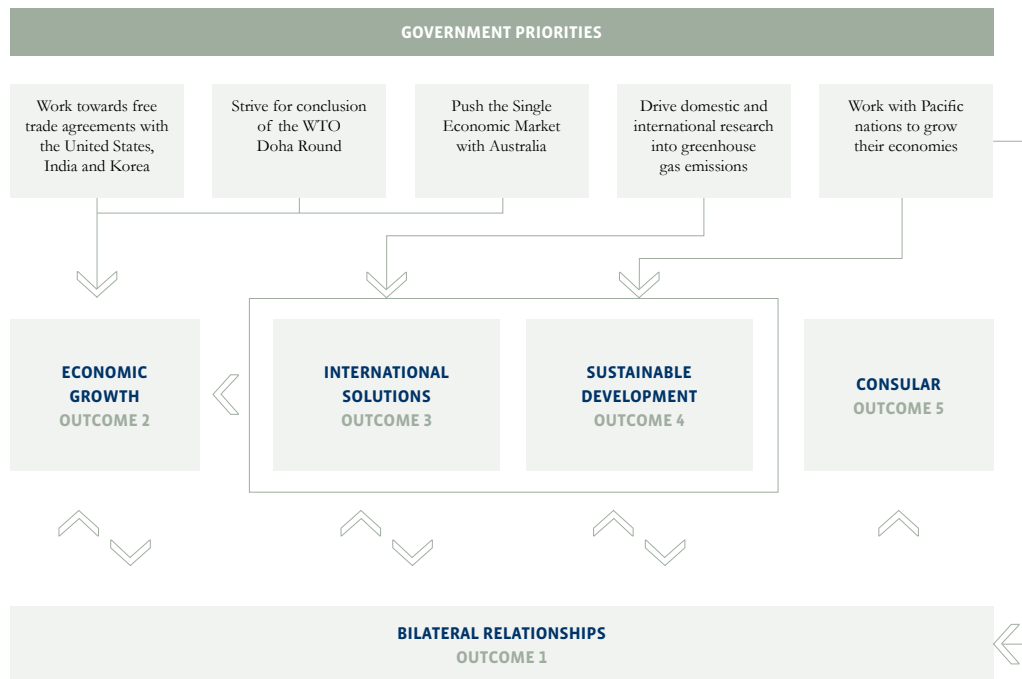 GOVERNMENT PRIORITIES
Work towards free
trade agreements with
the United States,
India and Korea
Strive for conclusion
of the WTO
Doha Round
Push the Single
Economic Market
with Australia
Drive domestic and
international research
into greenhouse
gas emissions
Work with Pacific
nations to grow
their economies
ECONOMIC
GROWTH
OUTCOME 2
INTERNATIONAL
SOLUTIONS
OUTCOME 3
SUSTAINABLE
DEVELOPMENT
OUTCOME 4
CONSULAR
OUTCOME 5
BILATERAL RELATIONSHIPS
OUTCOME 1